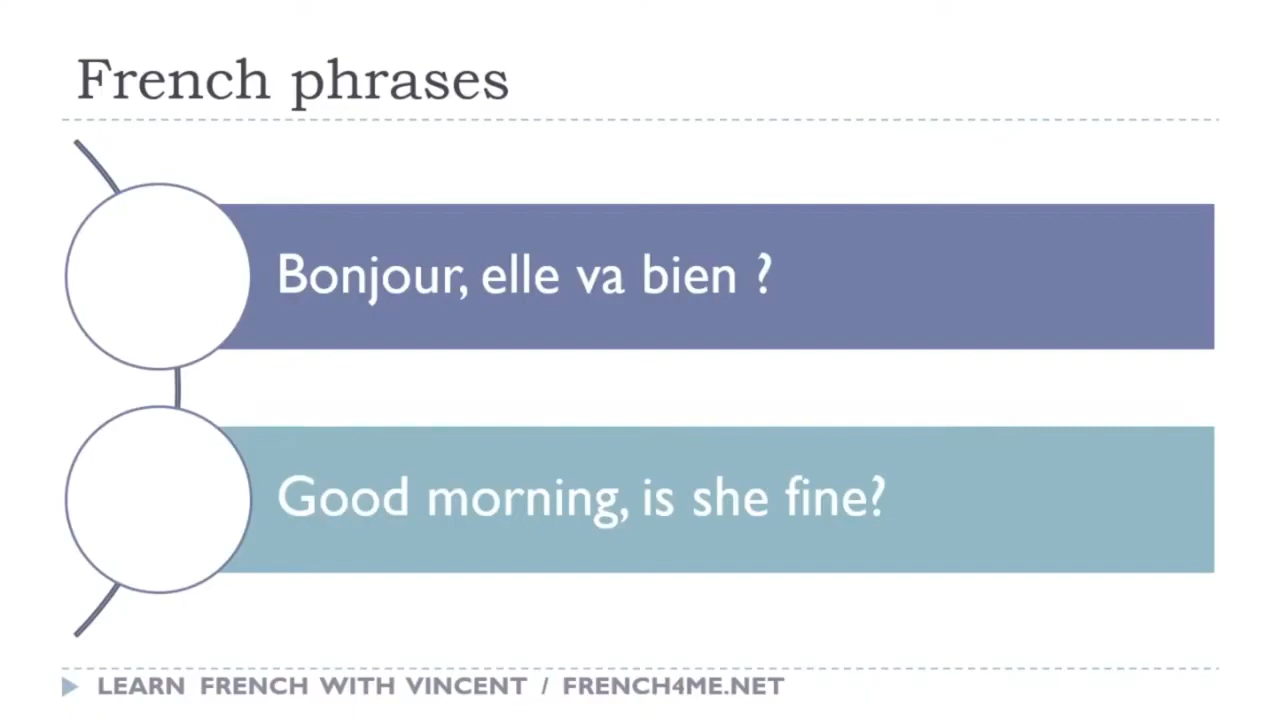 French phrases
Bonjour, elle va bien ?
Good morning, is she fine?
LEARN FRENCH WITH VINCENT / FRENCH4ME.NET